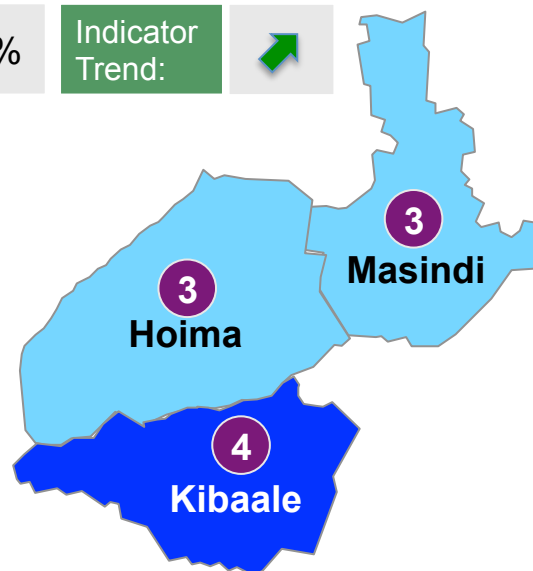 %
Indicator
Trend:
3
Masindi
3
Hoima
4
Kibaale